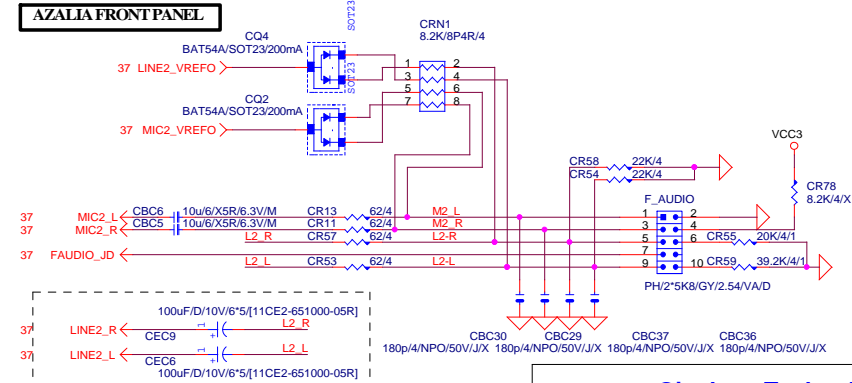 AZALIA FRONT PANEL
SOT23
CQ4
BAT54A/SOT23/200mA
CRN1
8.2K/8P4R/4
37 LINE2_VREFO
SOT23
1 2
3 4
5 6
7 8
CQ2
BAT54A/SOT23/200mA
37 MIC2_VREFO
VCC3
CR58 22K/4
CR54 22K/4
CR78
8.2K/4/X
F_AUDIO
37 MIC2_L CBC6 10u/6/X5R/6.3V/M CR13 62/4 M2_L 1 2
37 MIC2_R CBC5 10u/6/X5R/6.3V/M CR11 62/4 M2_R 3 4
L2_R CR57 62/4 L2-R 5 6 CR55 20K/4/1
37 FAUDIO_JD 7
L2_L CR53 62/4 L2-L 9 10 CR59 39.2K/4/1
PH/2*5K8/GY/2.54/VA/D
100uF/D/10V/6*5/[11CE2-651000-05R]
37 LINE2_R 1 + L2_R
CEC9
37 LINE2_L 1 + L2_L
CEC6
100uF/D/10V/6*5/[11CE2-651000-05R]
CBC30 CBC29 CBC37 CBC36
180p/4/NPO/50V/J/X 180p/4/NPO/50V/J/X 180p/4/NPO/50V/J/X 180p/4/NPO/50V/J/X